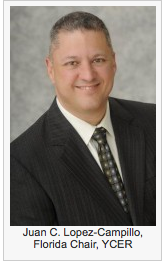 Juan C. Lopez-Campillo,
Florida Chair, YCER